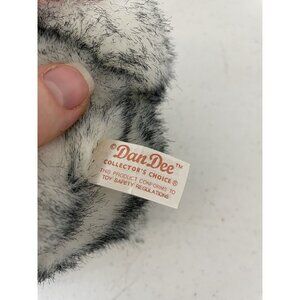 ©DanDee™
COLLECTOR'S CHOICE®
THIS PRODUCT CONFORMS TO
TOY SAFETY REGULATIONS